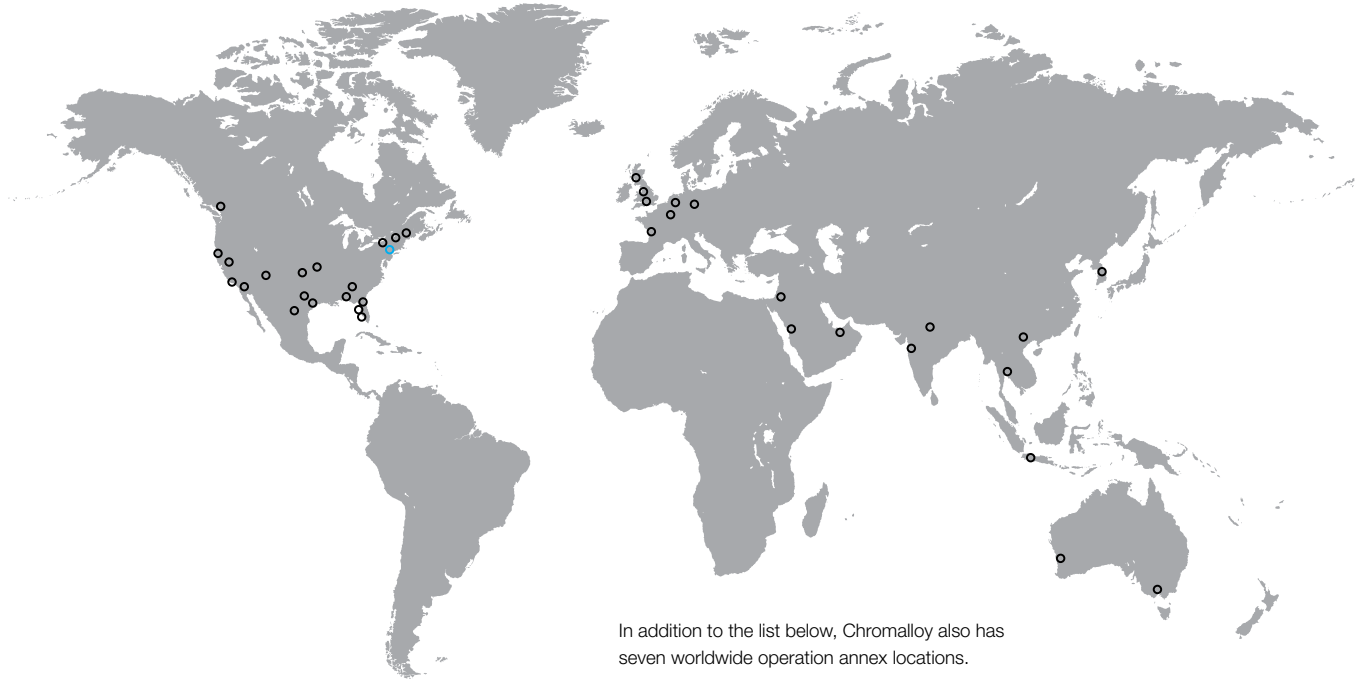 In addition to the list below, Chromalloy also has
seven worldwide operation annex locations.